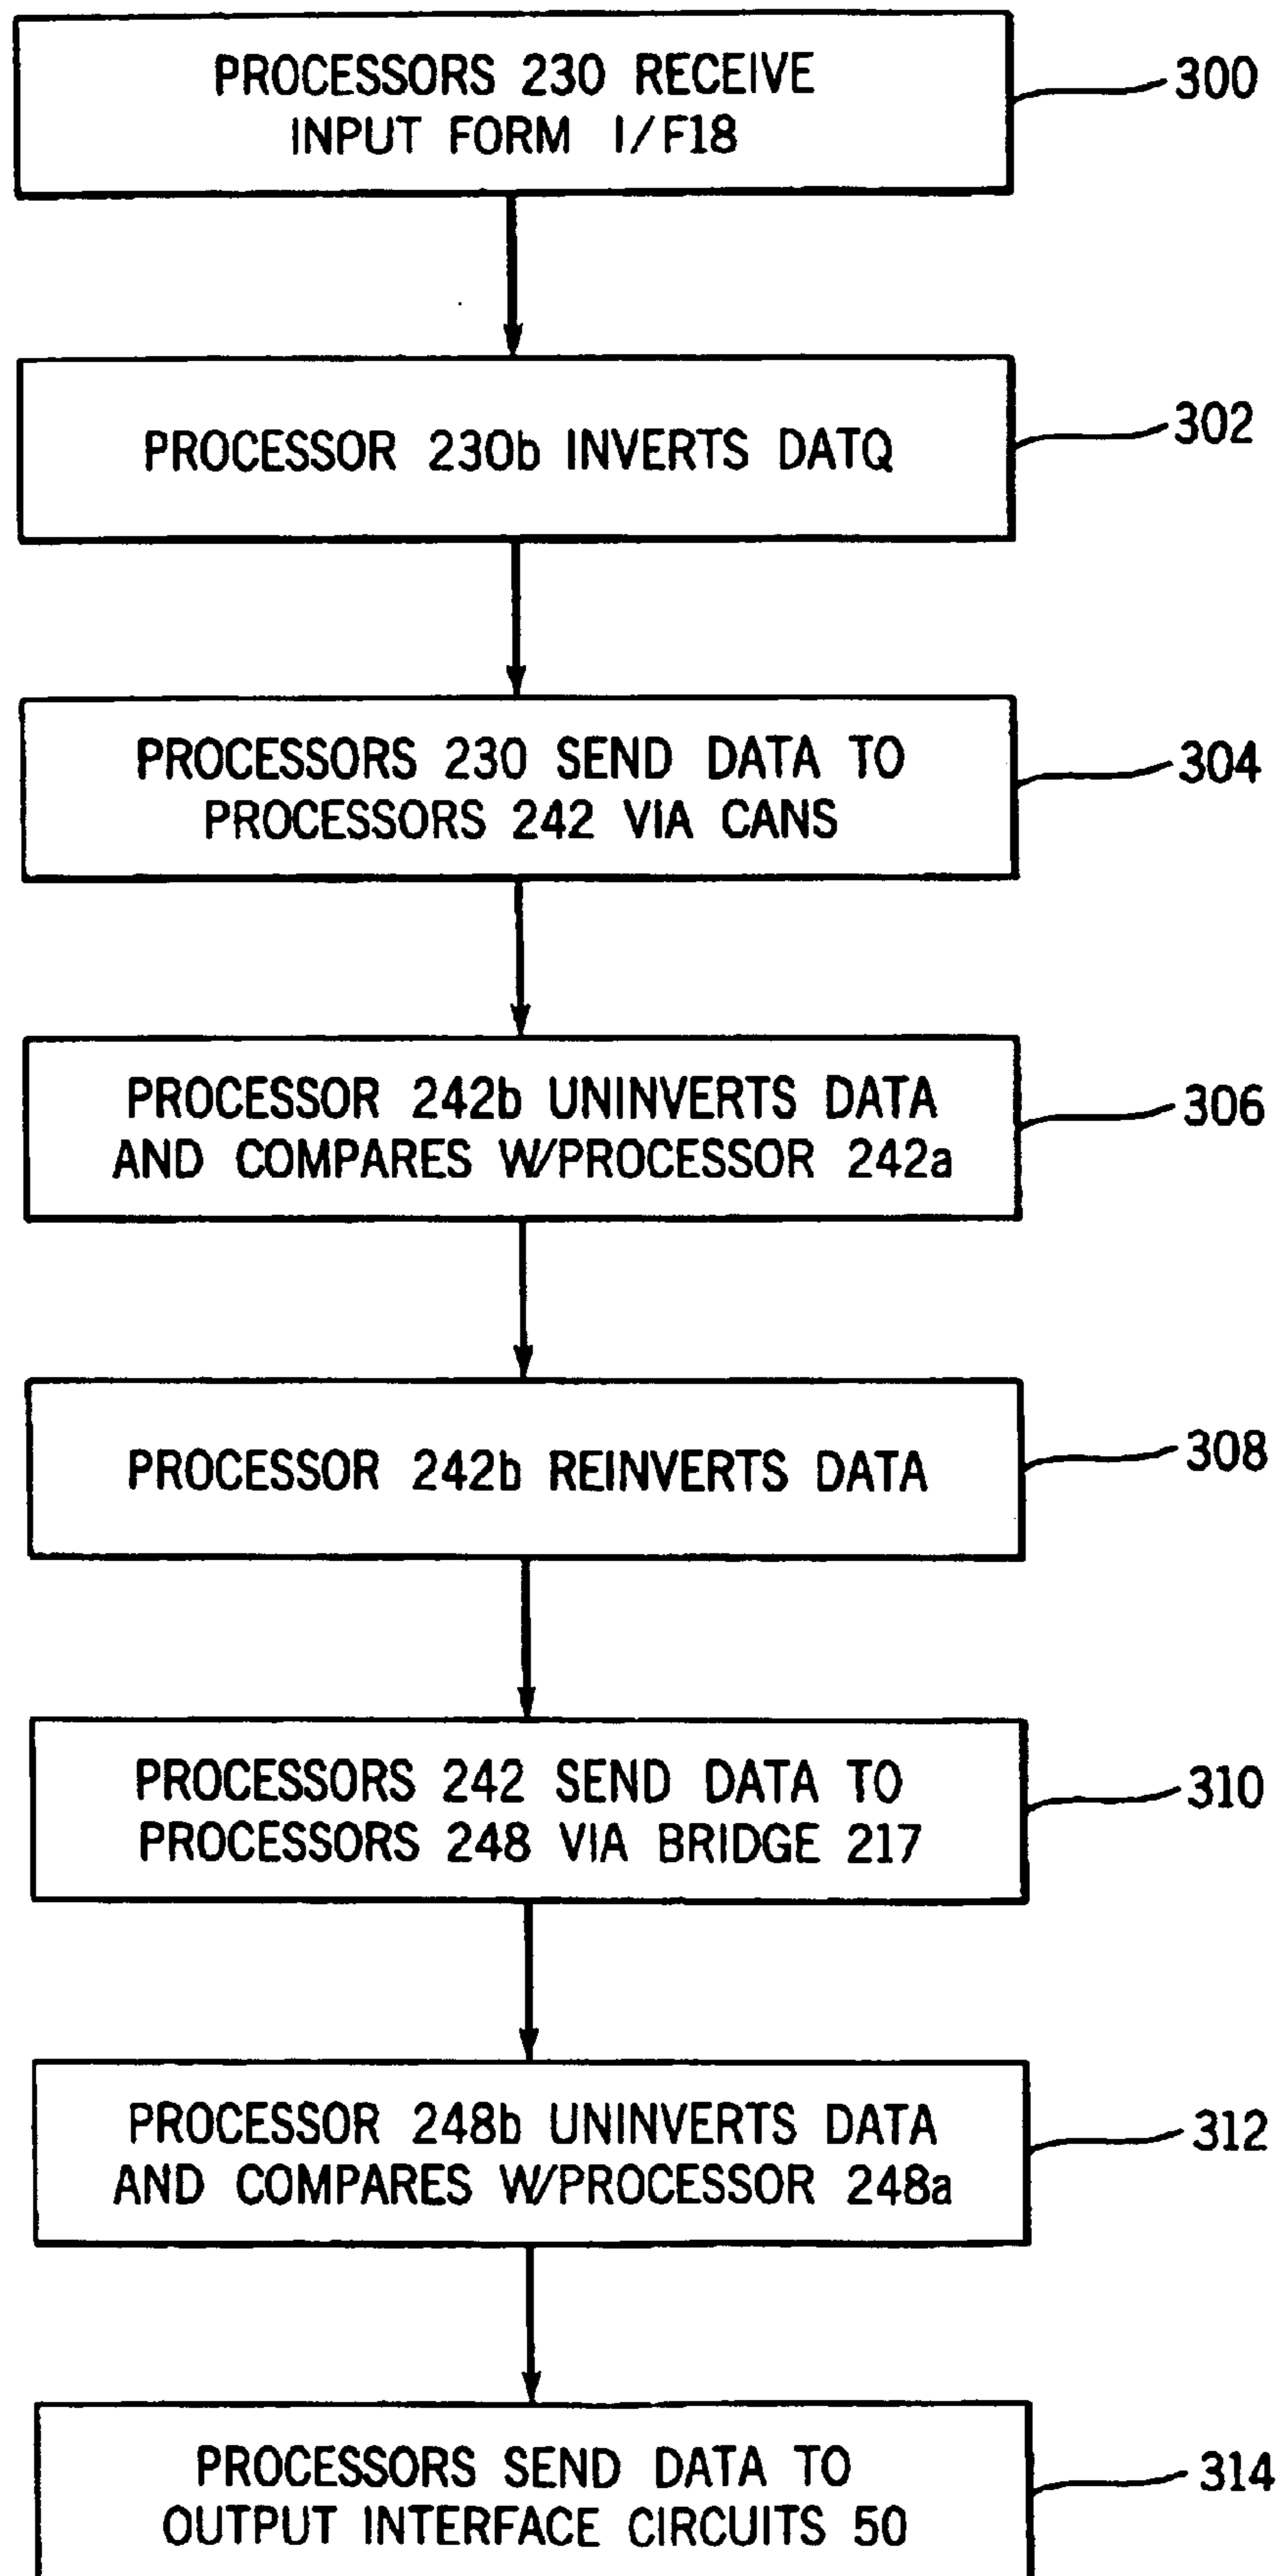 PROCESSORS 230 RECEIVE
INPUT FORM I/F18
300
PROCESSOR 230b INVERTS DATQ
302
PROCESSORS 230 SEND DATA TO
PROCESSORS 242 VIA CANS
304
PROCESSOR 242b UNINVERTS DATA
AND COMPARES W/PROCESSOR 242a
306
PROCESSOR 242b REINVERTS DATA
308
PROCESSORS 242 SEND DATA TO
PROCESSORS 248 VIA BRIDGE 217
310
PROCESSOR 248b UNINVERTS DATA
AND COMPARES W/PROCESSOR 248a
312
PROCESSORS SEND DATA TO
OUTPUT INTERFACE CIRCUITS 50
314